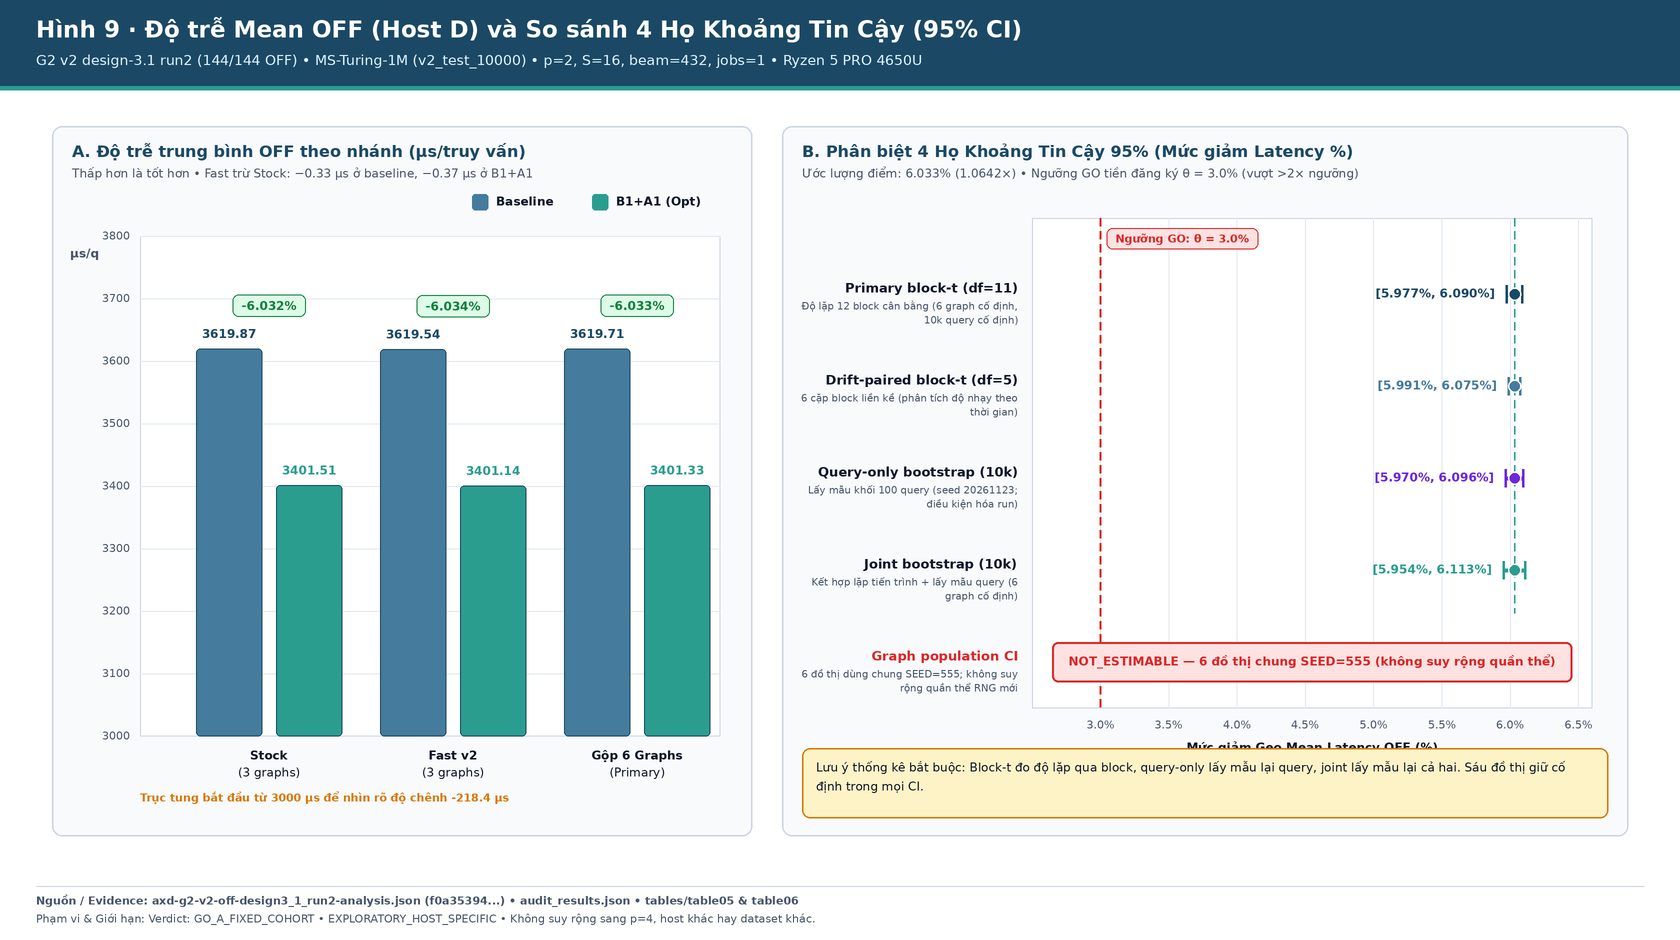 Hình 9 · Độ trễ Mean OFF (Host D) và So sánh 4 Họ Khoảng Tin Cậy (95% CI)
G2 v2 design-3.1 run2 (144/144 OFF) • MS-Turing-1M (v2_test_10000) • p=2, S=16, beam=432, jobs=1 • Ryzen 5 PRO 4650U
A. Độ trễ trung bình OFF theo nhánh (µs/truy vấn)
Thấp hơn là tốt hơn • Fast trừ Stock: −0.33 µs ở baseline, −0.37 µs ở B1+A1
Baseline
B1+A1 (Opt)
µs/q
3800
3700
3600
3500
3400
3300
3200
3100
3000
-6.032%
-6.034%
-6.033%
3619.87
3619.54
3619.71
3401.51
3401.14
3401.33
Stock
(3 graphs)
Fast v2
(3 graphs)
Gộp 6 Graphs
(Primary)
Trục tung bắt đầu từ 3000 µs để nhìn rõ độ chênh -218.4 µs
B. Phân biệt 4 Họ Khoảng Tin Cậy 95% (Mức giảm Latency %)
Ước lượng điểm: 6.033% (1.0642×) • Ngưỡng GO tiền đăng ký θ = 3.0% (vượt >2× ngưỡng)
Ngưỡng GO: θ = 3.0%
Primary block-t (df=11)
Độ lặp 12 block cân bằng (6 graph cố định,
10k query cố định)
[5.977%, 6.090%]
Drift-paired block-t (df=5)
6 cặp block liền kề (phân tích độ nhạy theo
thời gian)
[5.991%, 6.075%]
Query-only bootstrap (10k)
Lấy mẫu khối 100 query (seed 20261123;
điều kiện hóa run)
[5.970%, 6.096%]
Joint bootstrap (10k)
Kết hợp lặp tiến trình + lấy mẫu query (6
graph cố định)
[5.954%, 6.113%]
Graph population CI
6 đồ thị dùng chung SEED=555; không suy
rộng quần thể RNG mới
NOT_ESTIMABLE — 6 đồ thị chung SEED=555 (không suy rộng quần thể)
3.0%
3.5%
4.0%
4.5%
5.0%
5.5%
6.0%
6.5%
Mức giảm Geo Mean Latency OFF (%)
Lưu ý thống kê bắt buộc: Block-t đo độ lặp qua block, query-only lấy mẫu lại query, joint lấy mẫu lại cả hai. Sáu đồ thị giữ cố
định trong mọi CI.
Nguồn / Evidence: axd-g2-v2-off-design3_1_run2-analysis.json (f0a35394...) • audit_results.json • tables/table05 & table06
Phạm vi & Giới hạn: Verdict: GO_A_FIXED_COHORT • EXPLORATORY_HOST_SPECIFIC • Không suy rộng sang p=4, host khác hay dataset khác.